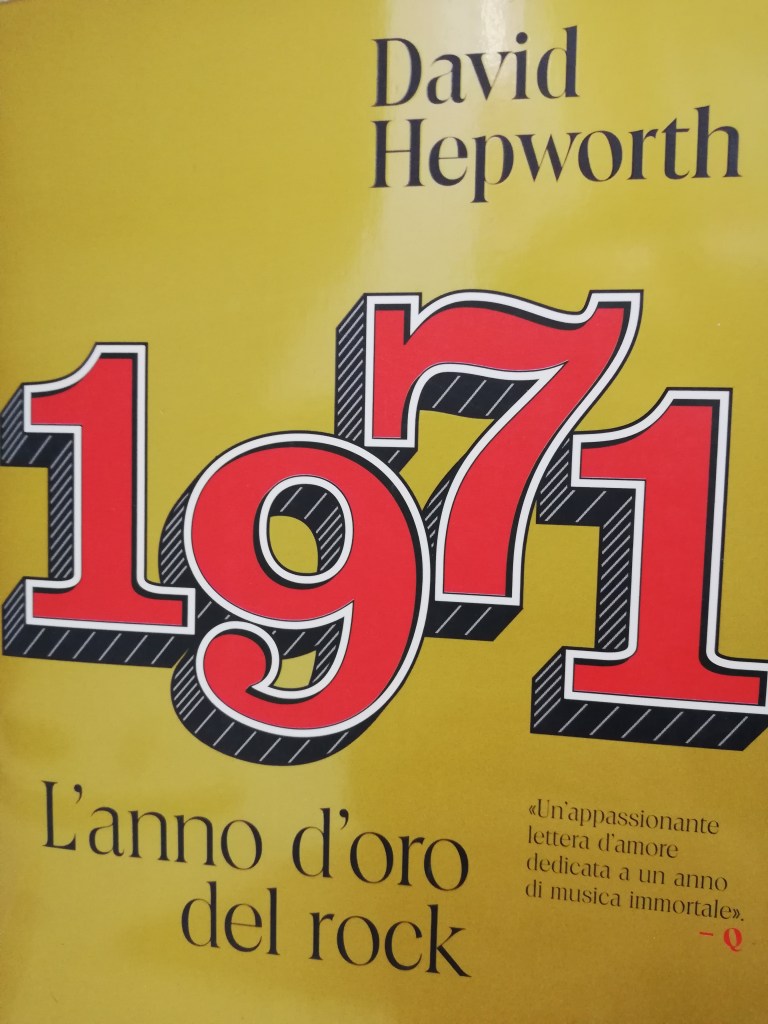 David
Hepworth
1971
L'anno d'oro
del rock
«Un'appassionante
lettera d'amore
dedicata a un anno
di musica immortale».
– Q